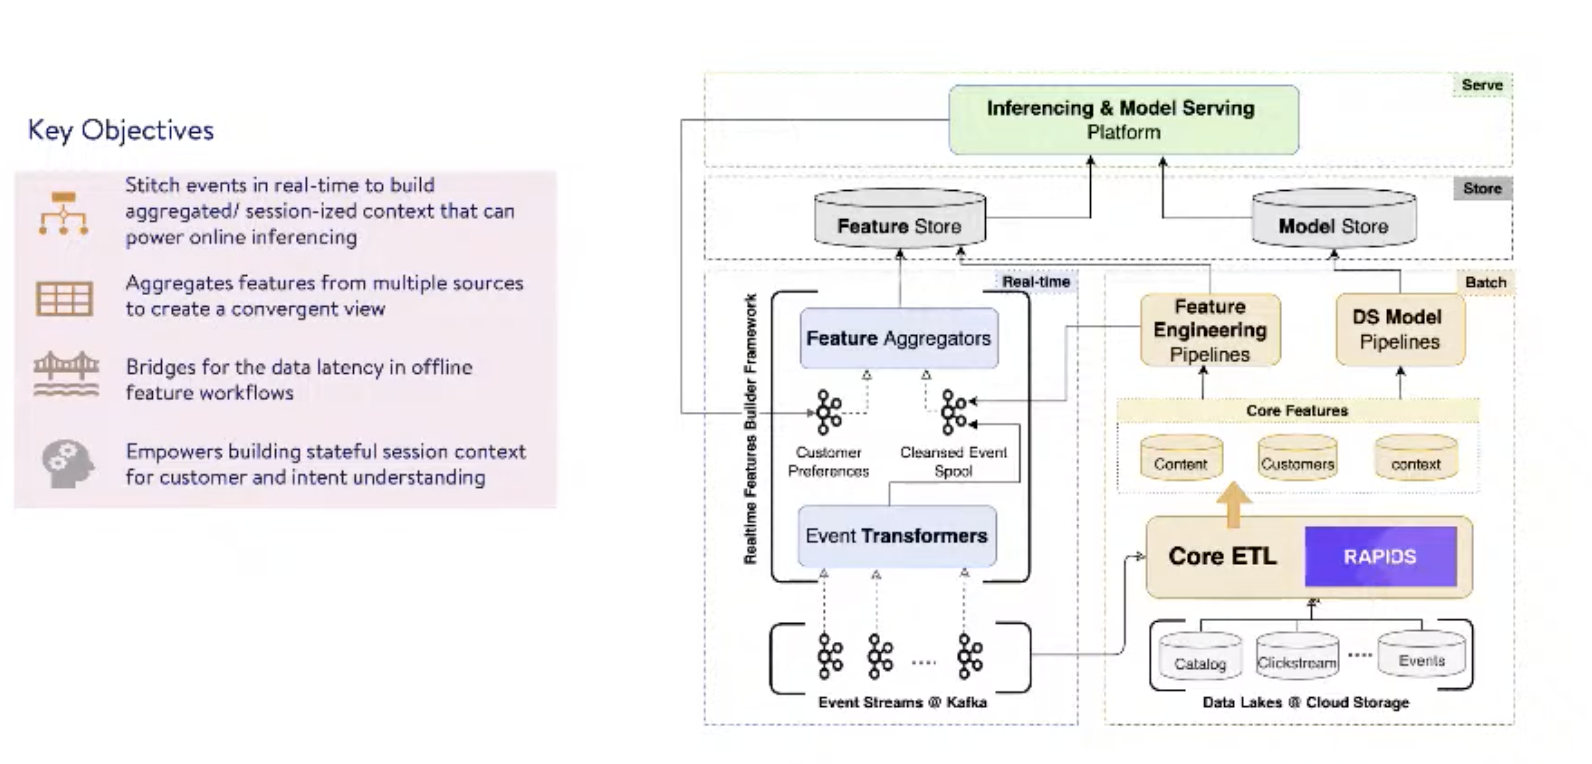 Key Objectives
Stitch events in real-time to build
aggregated/ session-ized context that can
power online inferencing
Aggregates features from multiple sources
to create a convergent view
Bridges for the data latency in offline
feature workflows
Empowers building stateful session context
for customer and intent understanding
Serve
Inferencing & Model Serving
Platform
Store
Feature Store
Model Store
Real-time
Realtime Features Builder Framework
Feature Aggregators
Customer
Preferences
Cleansed Event
Spool
Event Transformers
....
Event Streams @ Kafka
Batch
Feature
Engineering
Pipelines
DS Model
Pipelines
Core Features
Content
Customers
context
Core ETL
RAPIDS
Catalog
Clickstream
....
Events
Data Lakes @ Cloud Storage